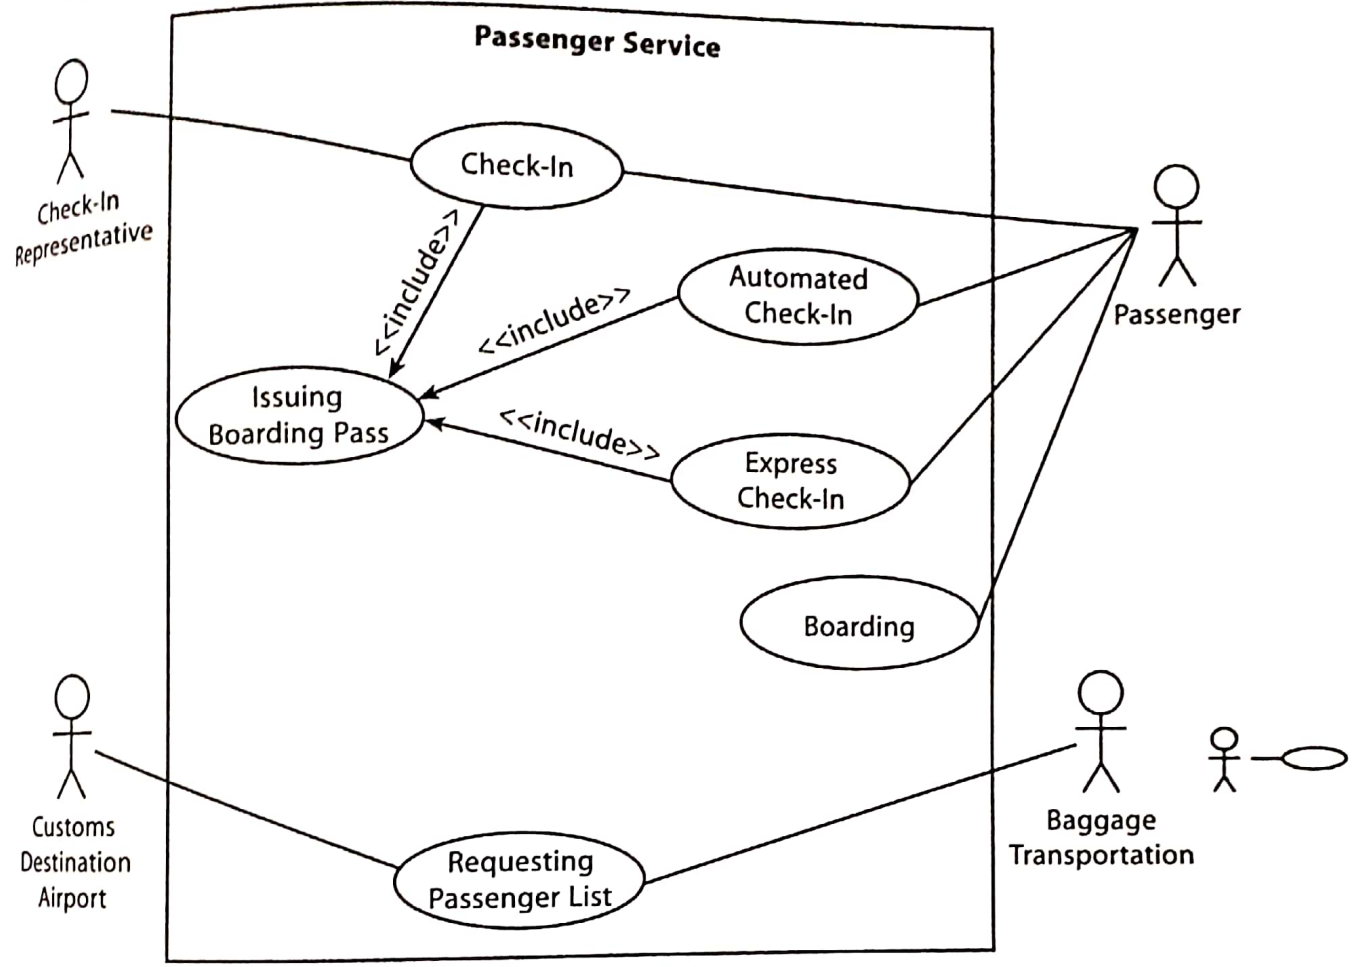 Passenger Service
Check-In
Representative
Check-In
<<include>>
Automated
Check-In
<<include>>
Passenger
Issuing
Boarding Pass
<<include>>
Express
Check-In
Boarding
Customs
Destination
Airport
Requesting
Passenger List
Baggage
Transportation